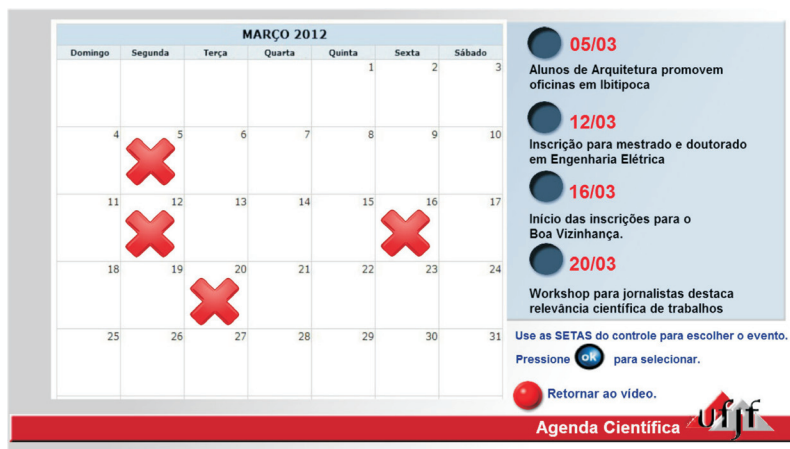 MARÇO 2012
Domingo Segunda Terça Quarta Quinta Sexta Sábado
1 2 3
4 5 6 7 8 9 10
11 12 13 14 15 16 17
18 19 20 21 22 23 24
25 26 27 28 29 30 31
05/03
Alunos de Arquitetura promovem
oficinas em Ibitipoca
12/03
Inscrição para mestrado e doutorado
em Engenharia Elétrica
16/03
Início das inscrições para o
Boa Vizinhança.
20/03
Workshop para jornalistas destaca
relevância científica de trabalhos
Use as SETAS do controle para escolher o evento.
Pressione ok para selecionar.
Retornar ao vídeo.
Agenda Científica ufjf